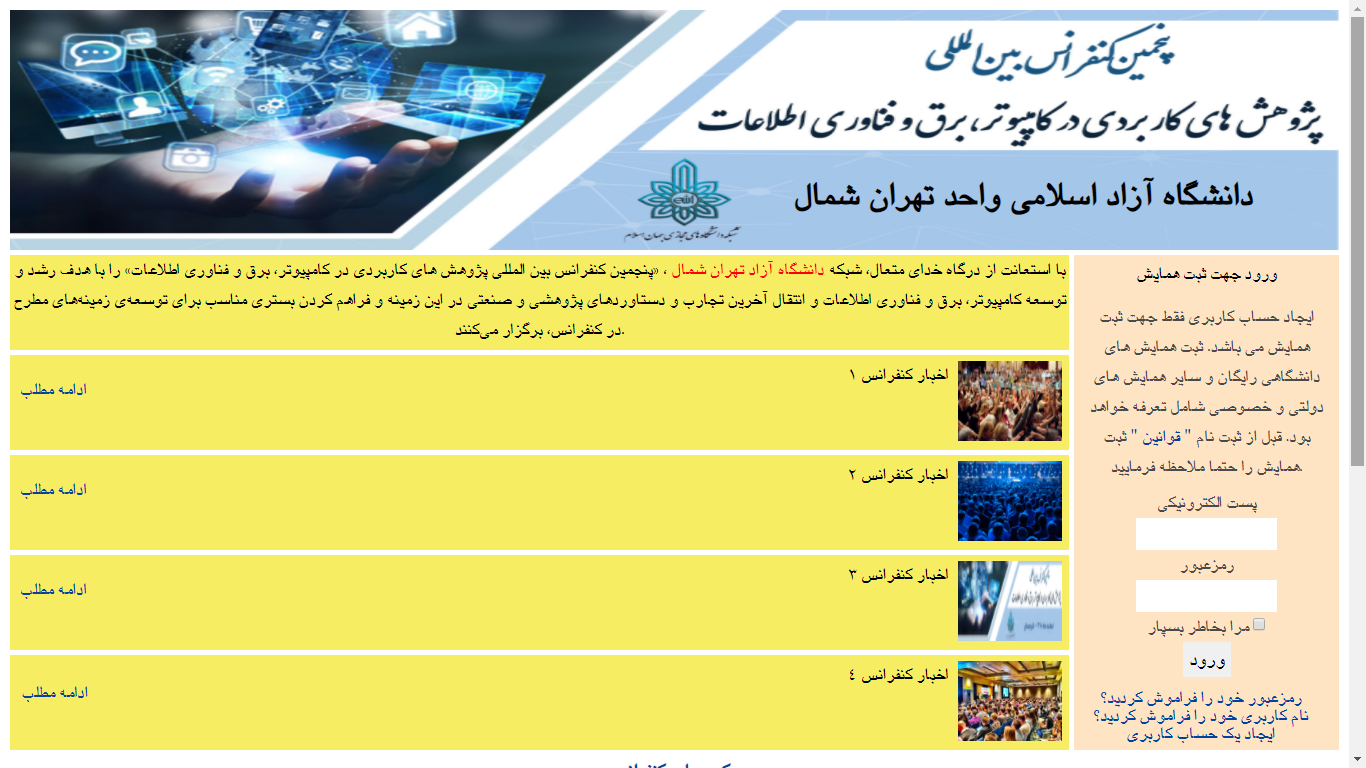 پنجمین کنفرانس بین المللی
پژوهش های کاربردی در کامپیوتر، برق و فناوری اطلاعات
دانشگاه آزاد اسلامی واحد تهران شمال
شبکه دانشگاه‌های مجازی جهان اسلام
با استعانت از درگاه خدای متعال، شبکه دانشگاه آزاد تهران شمال ، «پنجمین کنفرانس بین المللی پژوهش های کاربردی در کامپیوتر، برق و فناوری اطلاعات» را با هدف رشد و
توسعه کامپیوتر، برق و فناوری اطلاعات و انتقال آخرین تجارب و دستاوردهای پژوهشی و صنعتی در این زمینه و فراهم کردن بستری مناسب برای توسعه‌ی زمینه‌های مطرح
در کنفرانس، برگزار می‌کنند.
اخبار کنفرانس ۱
ادامه مطلب
اخبار کنفرانس ۲
ادامه مطلب
اخبار کنفرانس ۳
ادامه مطلب
اخبار کنفرانس ٤
ادامه مطلب
ورود جهت ثبت همایش
ایجاد حساب کاربری فقط جهت ثبت
همایش می باشد. ثبت همایش های
دانشگاهی رایگان و سایر همایش های
دولتی و خصوصی شامل تعرفه خواهد
بود. قبل از ثبت نام " قوانین " ثبت
همایش را حتما ملاحظه فرمایید.
پست الکترونیکی
رمزعبور
مرا بخاطر بسپار
ورود
رمزعبور خود را فراموش کردید؟
نام کاربری خود را فراموش کردید؟
ایجاد یک حساب کاربری